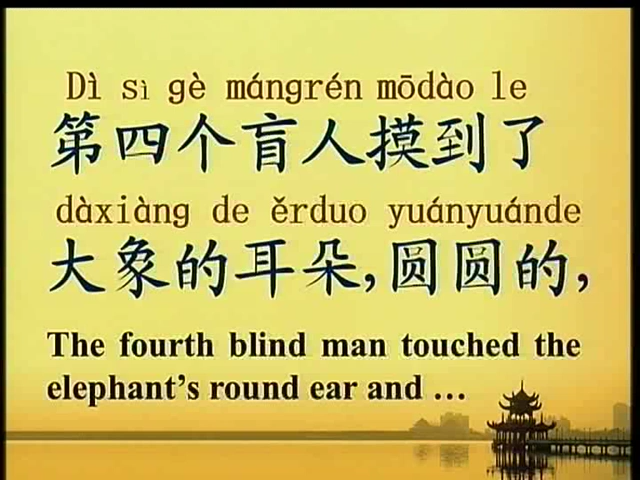 Dì sì gè mángrén mōdào le
第四个盲人摸到了
dàxiàng de ěrduo yuányuánde
大象的耳朵,圆圆的,
The fourth blind man touched the
elephant's round ear and …